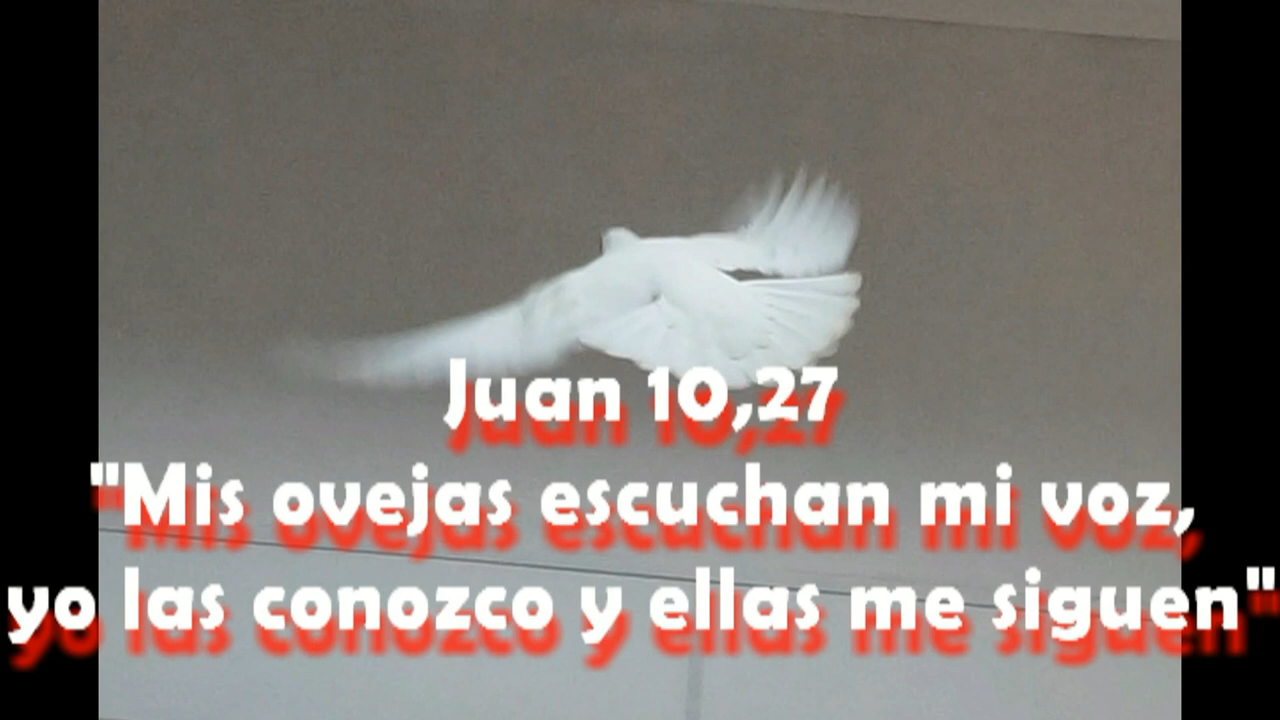 Juan 10,27
"Mis ovejas escuchan mi voz,
yo las conozco y ellas me siguen"